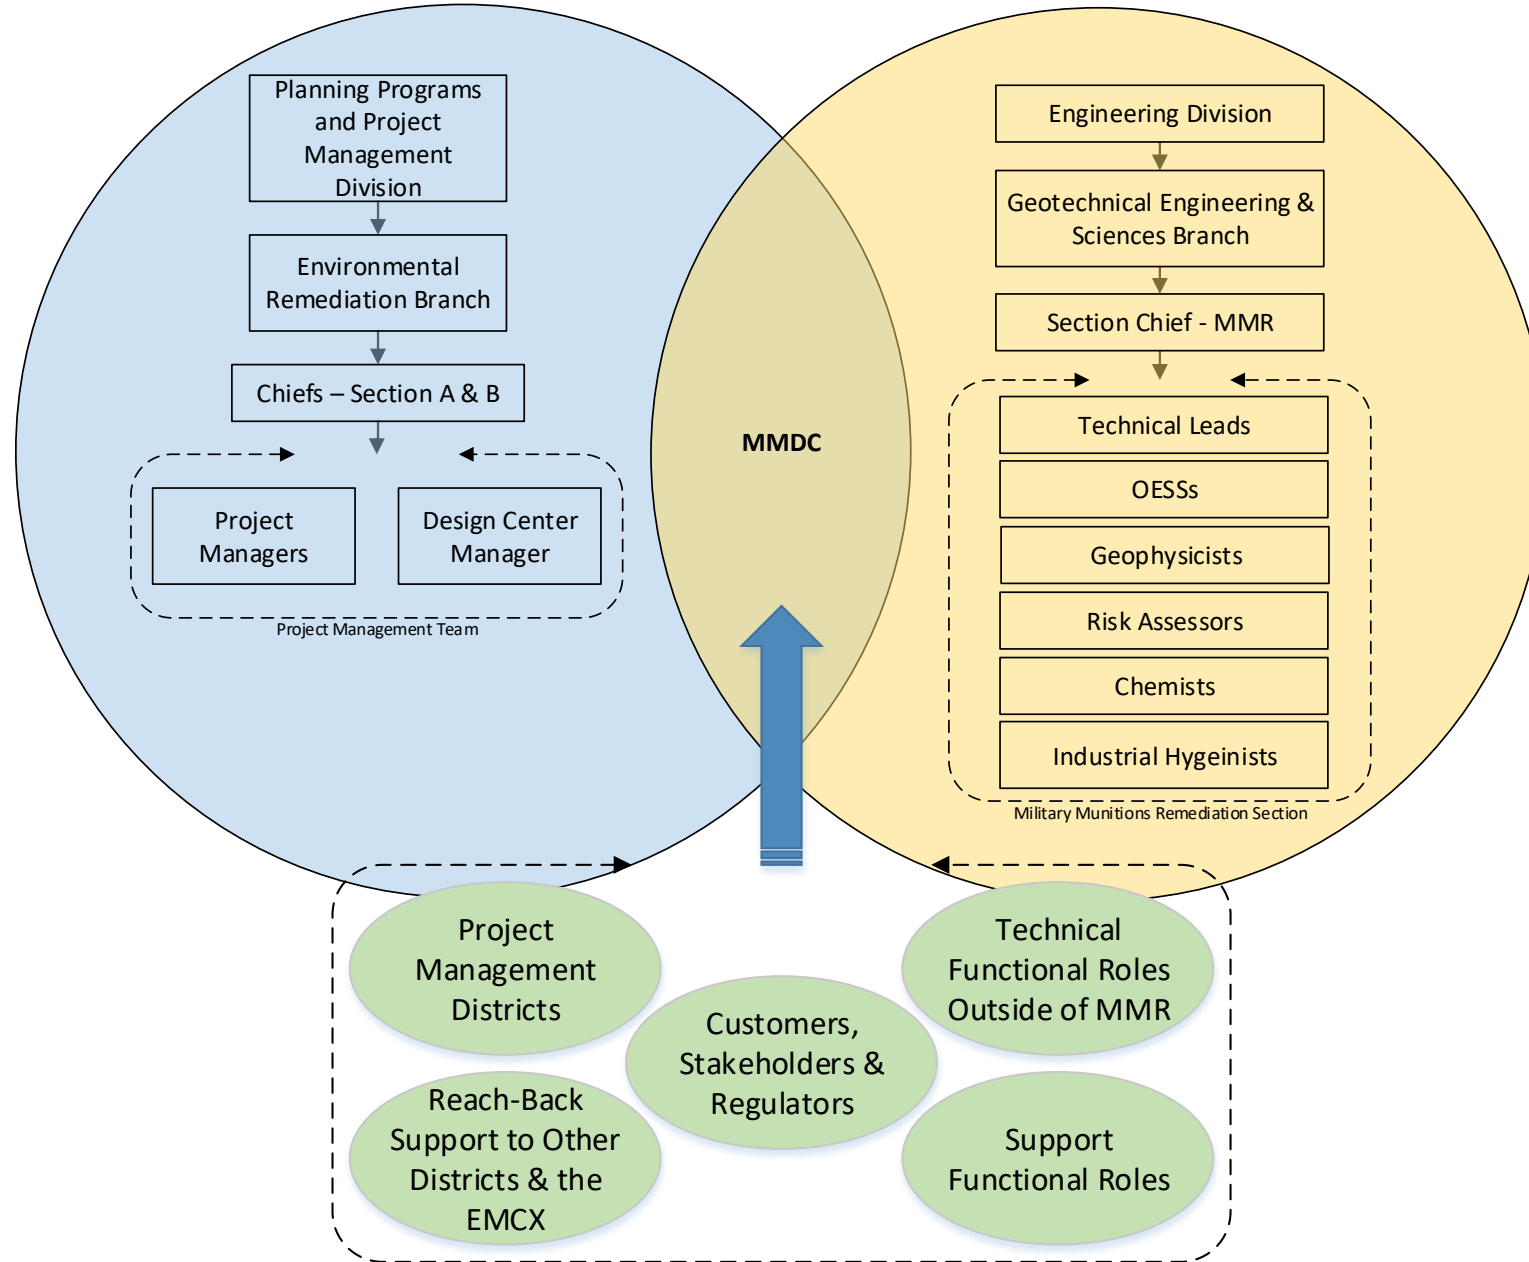 Planning Programs
and Project
Management
Division
Environmental
Remediation Branch
Chiefs – Section A & B
Project
Managers
Design Center
Manager
Project Management Team
MMDC
Engineering Division
Geotechnical Engineering &
Sciences Branch
Section Chief - MMR
Technical Leads
OESSs
Geophysicists
Risk Assessors
Chemists
Industrial Hygeinists
Military Munitions Remediation Section
Project
Management
Districts
Technical
Functional Roles
Outside of MMR
Customers,
Stakeholders &
Regulators
Reach-Back
Support to Other
Districts & the
EMCX
Support
Functional Roles